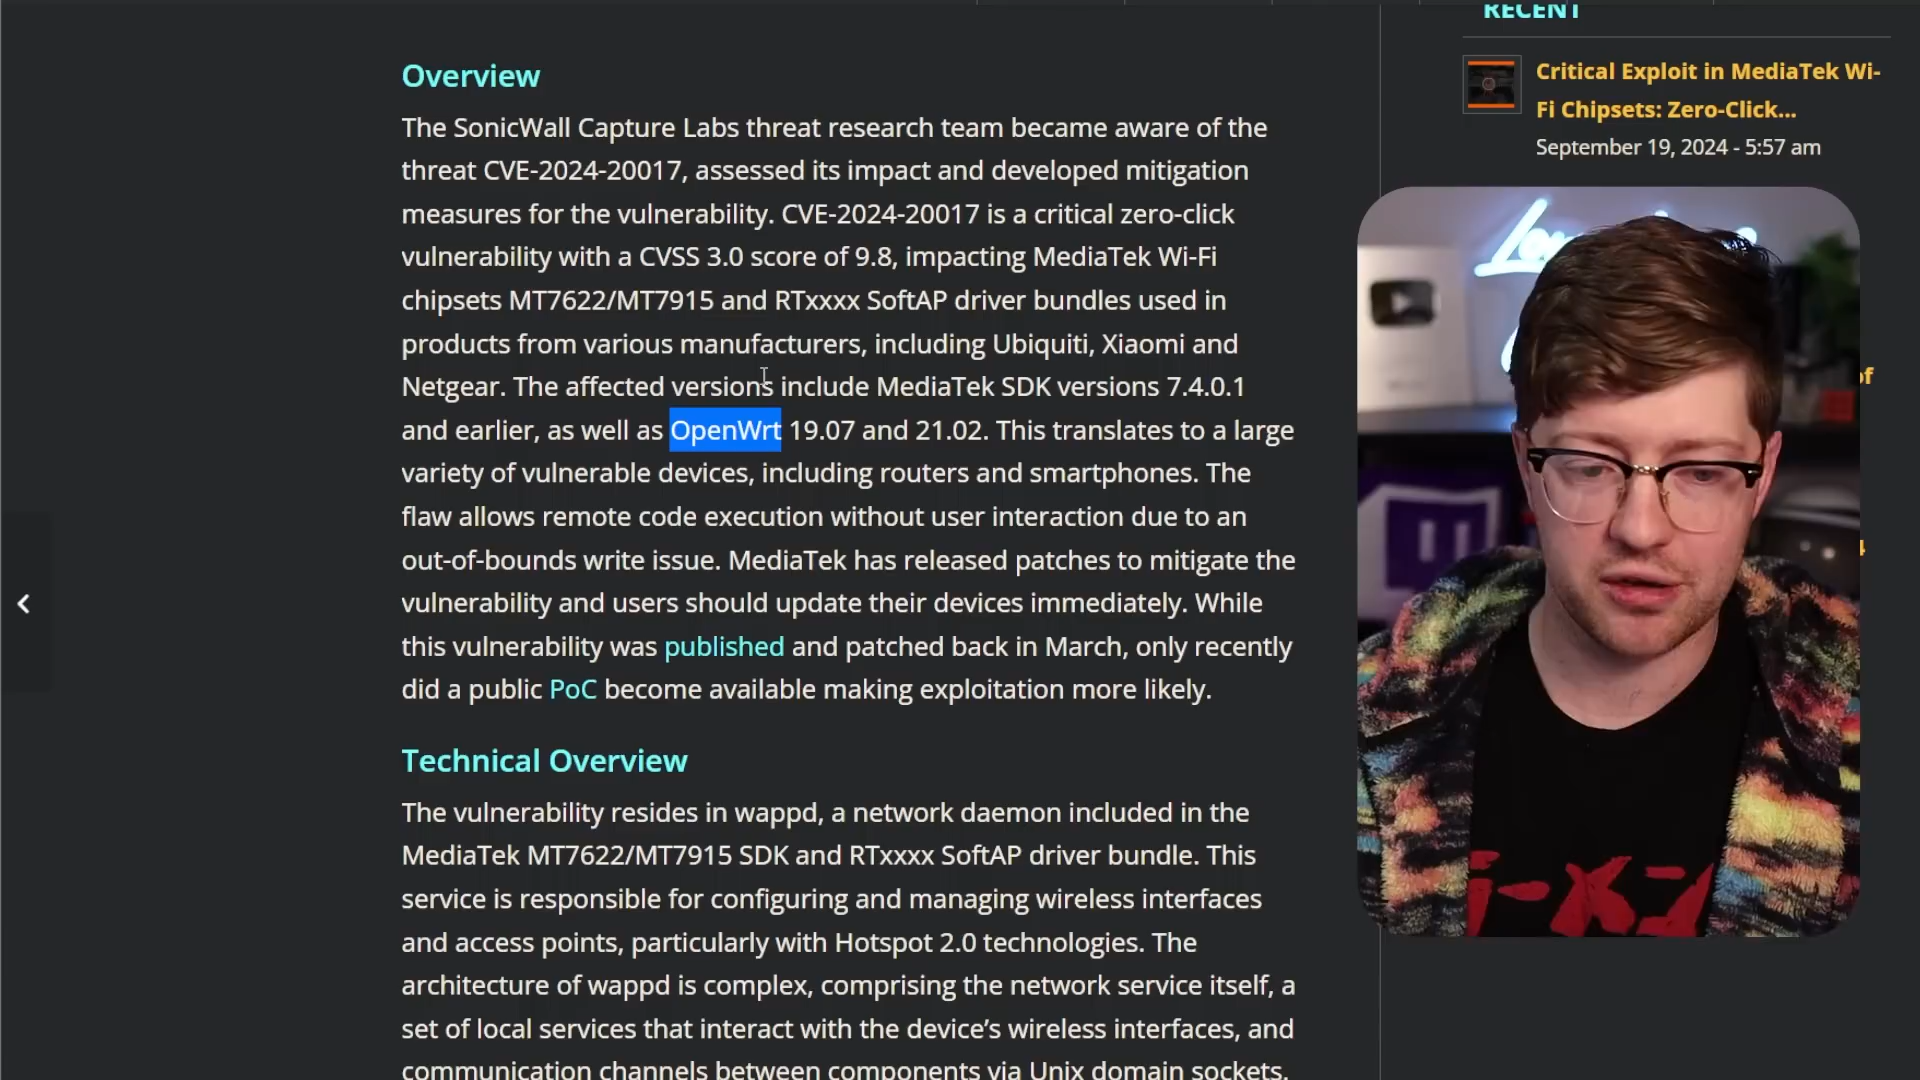 Overview
The SonicWall Capture Labs threat research team became aware of the
threat CVE-2024-20017, assessed its impact and developed mitigation
measures for the vulnerability. CVE-2024-20017 is a critical zero-click
vulnerability with a CVSS 3.0 score of 9.8, impacting MediaTek Wi-Fi
chipsets MT7622/MT7915 and RTxxxx SoftAP driver bundles used in
products from various manufacturers, including Ubiquiti, Xiaomi and
Netgear. The affected versions include MediaTek SDK versions 7.4.0.1
and earlier, as well as OpenWrt 19.07 and 21.02. This translates to a large
variety of vulnerable devices, including routers and smartphones. The
flaw allows remote code execution without user interaction due to an
out-of-bounds write issue. MediaTek has released patches to mitigate the
vulnerability and users should update their devices immediately. While
this vulnerability was published and patched back in March, only recently
did a public PoC become available making exploitation more likely.
Technical Overview
The vulnerability resides in wappd, a network daemon included in the
MediaTek MT7622/MT7915 SDK and RTxxxx SoftAP driver bundle. This
service is responsible for configuring and managing wireless interfaces
and access points, particularly with Hotspot 2.0 technologies. The
architecture of wappd is complex, comprising the network service itself, a
set of local services that interact with the device’s wireless interfaces, and
communication channels between components via Unix domain sockets.
RECENT
Critical Exploit in MediaTek Wi-
Fi Chipsets: Zero-Click...
September 19, 2024 - 5:57 am
of
4